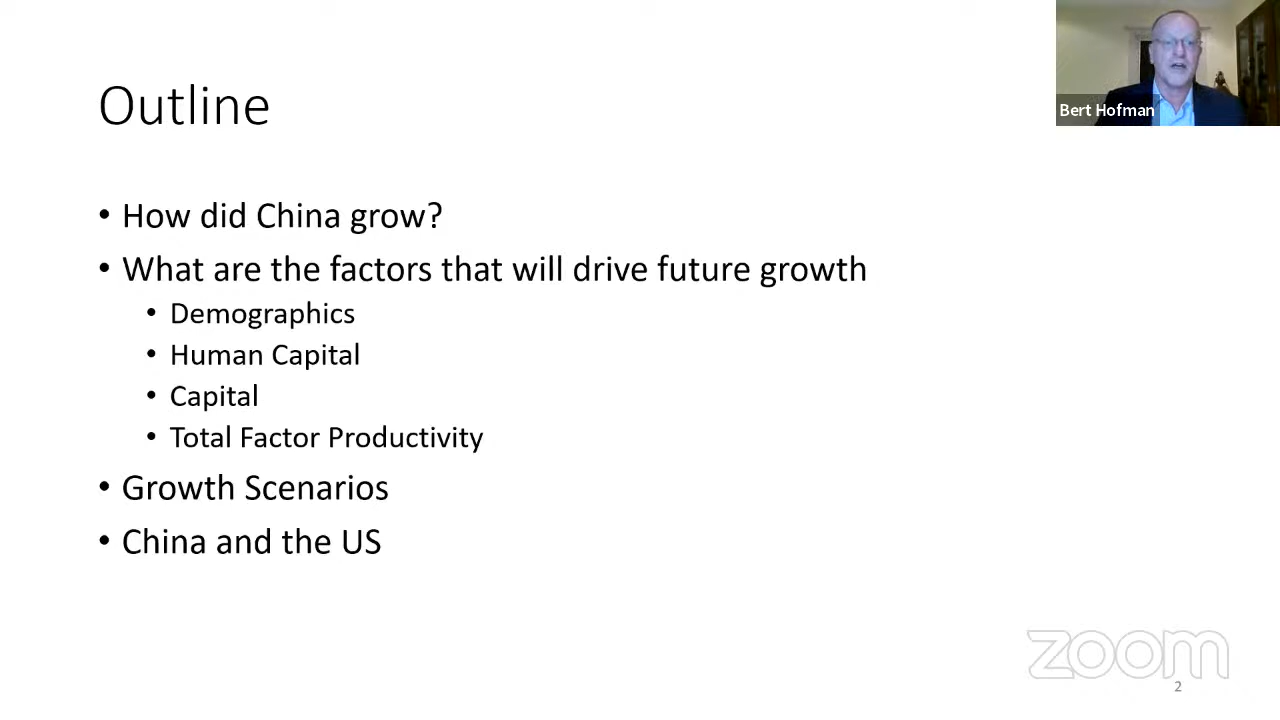 Outline
Bert Hofman
• How did China grow?
• What are the factors that will drive future growth
• Demographics
• Human Capital
• Capital
• Total Factor Productivity
• Growth Scenarios
• China and the US
zoom
2